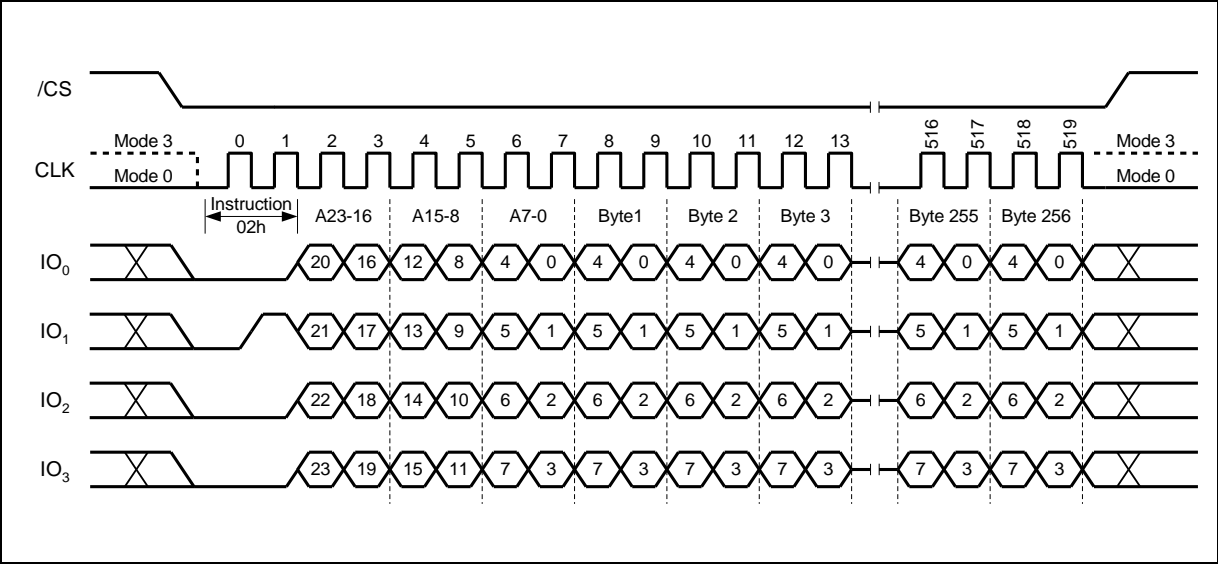 /CS
Mode 3 0 1 2 3 4 5 6 7 8 9 10 11 12 13 516 517 518 519 Mode 3
CLK
Mode 0 Mode 0
Instruction
02h
A23-16 A15-8 A7-0 Byte1 Byte 2 Byte 3 Byte 255 Byte 256
IO0 20 16 12 8 4 0 4 0 4 0 4 0 4 0 4 0
IO1 21 17 13 9 5 1 5 1 5 1 5 1 5 1 5 1
IO2 22 18 14 10 6 2 6 2 6 2 6 2 6 2 6 2
IO3 23 19 15 11 7 3 7 3 7 3 7 3 7 3 7 3